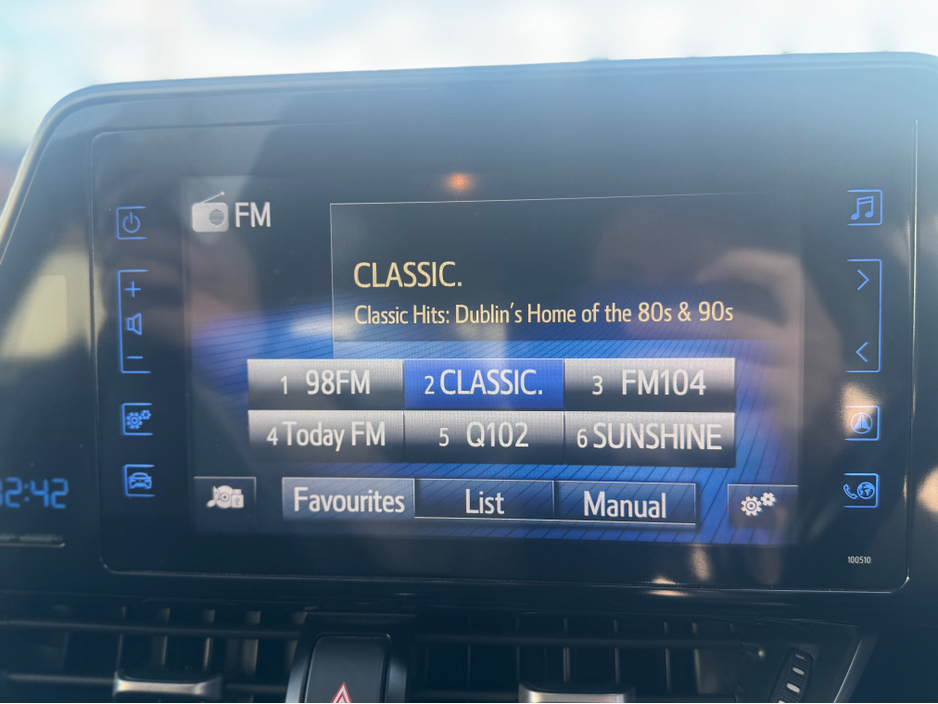 FM
CLASSIC.
Classic Hits: Dublin's Home of the 80s & 90s
1 98FM
2 CLASSIC.
3 FM104
4 Today FM
5 Q102
6 SUNSHINE
Favourites
List
Manual
2:42
100510